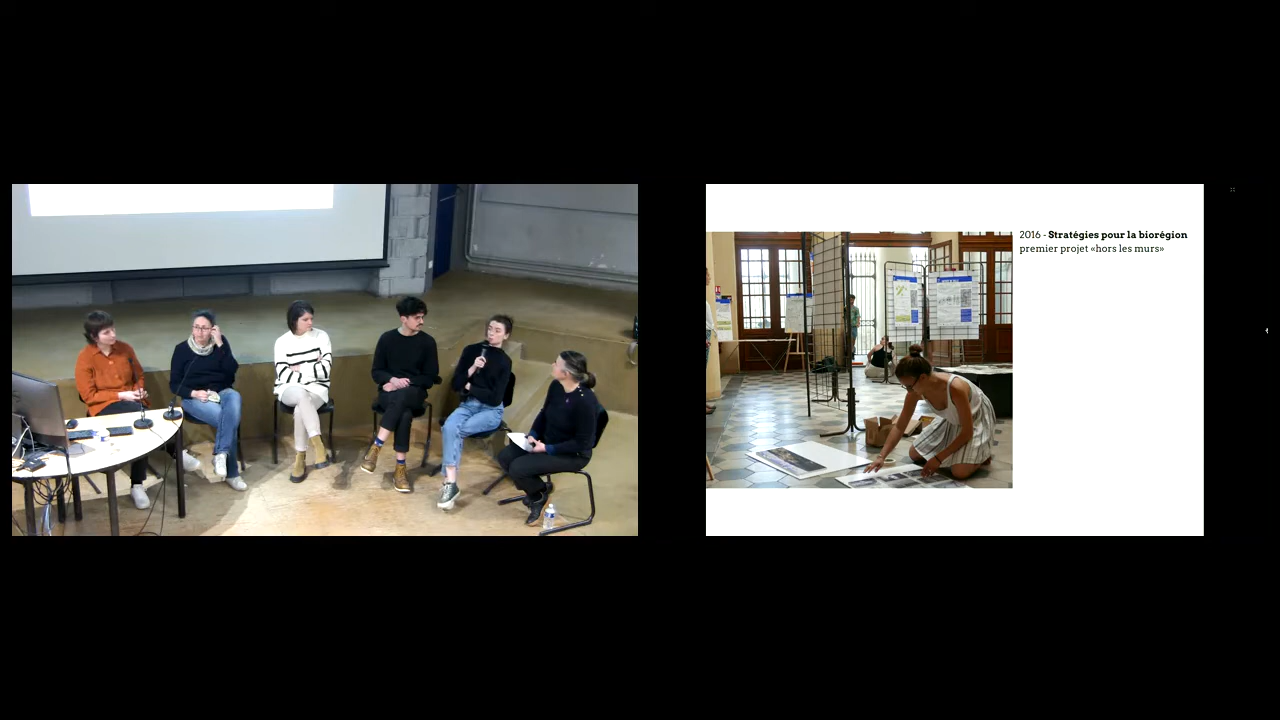 2016 - Stratégies pour la biorégion
premier projet «hors les murs»